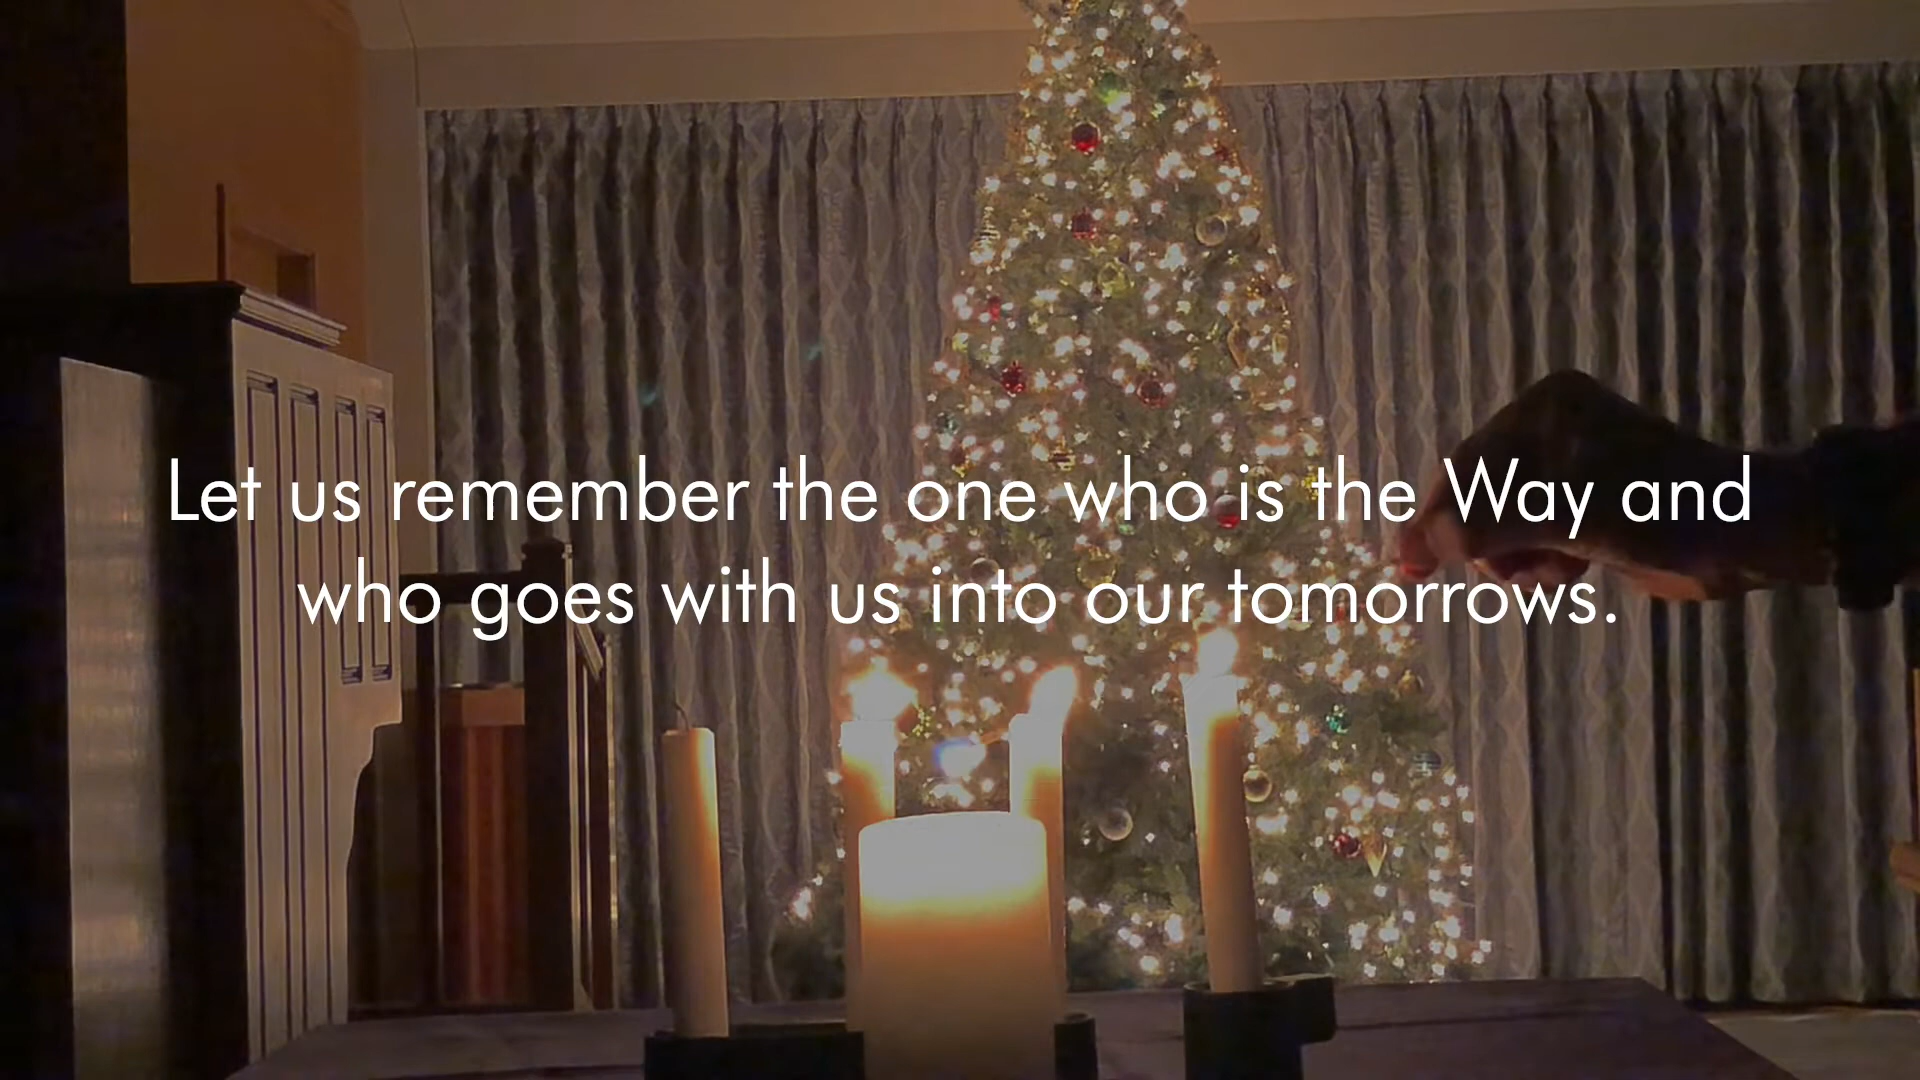 Let us remember the one who is the Way and
who goes with us into our tomorrows.